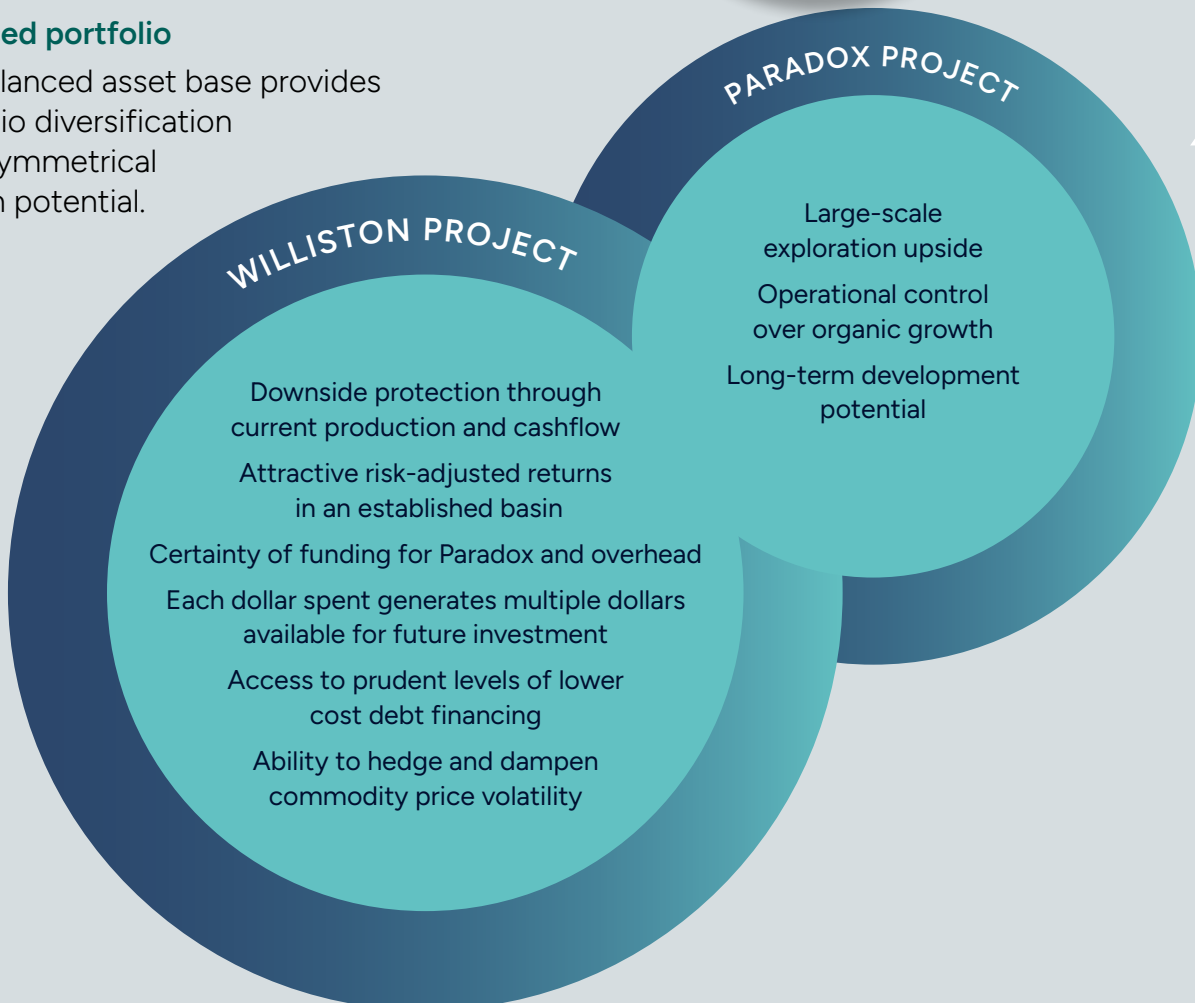 ed portfolio
lanced asset base provides
io diversification
symmetrical
potential.
PARADOX PROJECT
Large-scale
exploration upside
Operational control
over organic growth
Long-term development
potential
WILLISTON PROJECT
Downside protection through
current production and cashflow
Attractive risk-adjusted returns
in an established basin
Certainty of funding for Paradox and overhead
Each dollar spent generates multiple dollars
available for future investment
Access to prudent levels of lower
cost debt financing
Ability to hedge and dampen
commodity price volatility